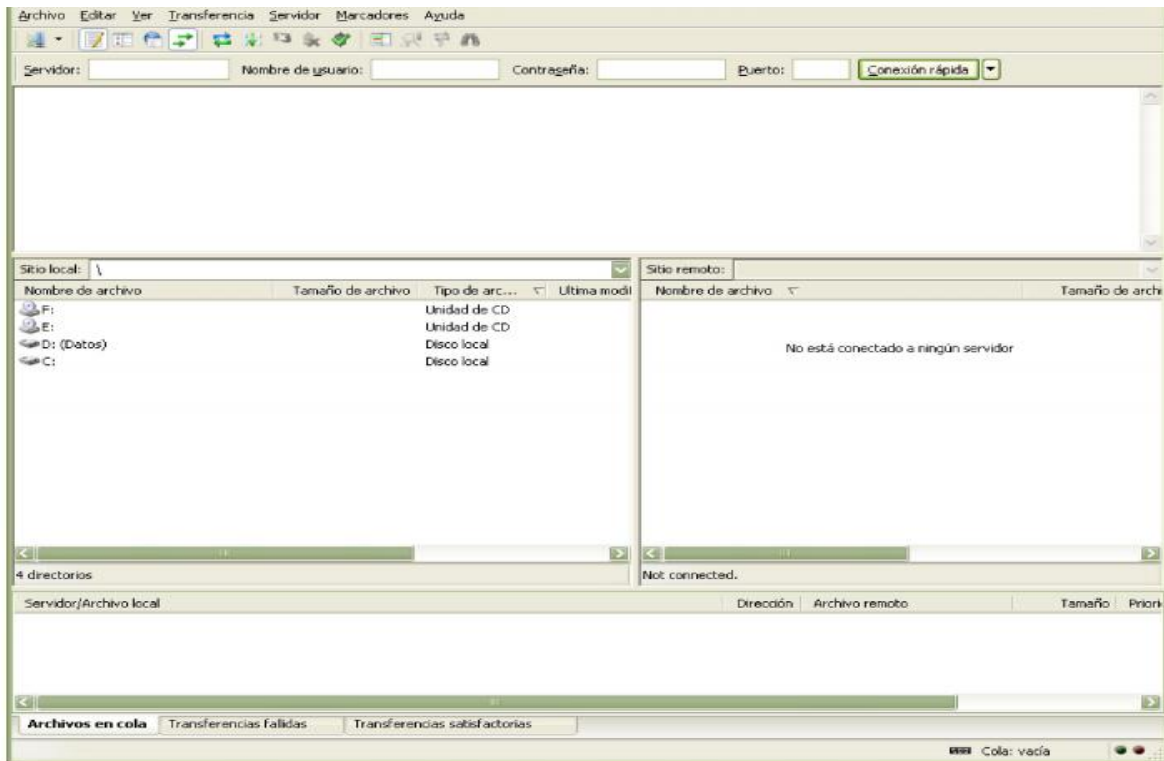 Archivo Editar Ver Transferencia Servidor Marcadores Ayuda
Servidor: Nombre de usuario: Contraseña: Puerto: Conexión rápida
Sitio local: \
Sitio remoto:
Nombre de archivo Tamaño de archivo Tipo de arc... Ultima modi
Nombre de archivo Tamaño de archi
F: Unidad de CD
E: Unidad de CD
D: (Datos) Disco local
C: Disco local
No está conectado a ningún servidor
4 directorios
Not connected.
Servidor/Archivo local Dirección Archivo remoto Tamaño Priori
Archivos en cola Transferencias fallidas Transferencias satisfactorias
Cola: vacía